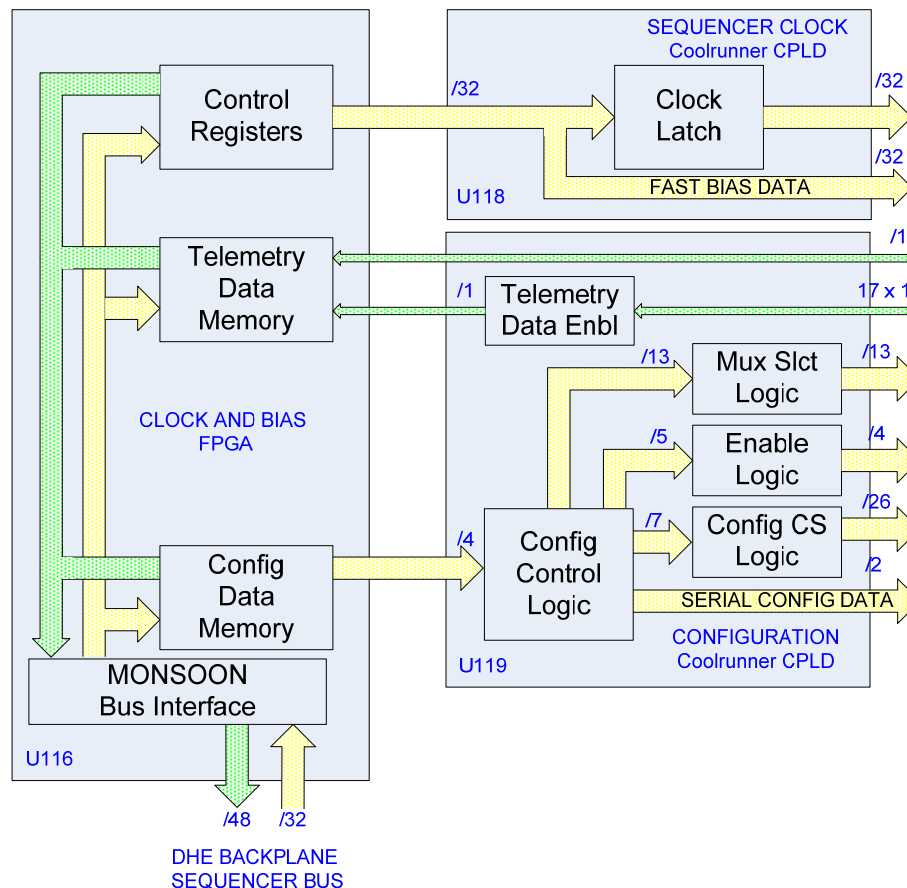 SEQUENCER CLOCK
Coolrunner CPLD
Control
Registers
/32
Clock
Latch
/32
/32
FAST BIAS DATA
U118
Telemetry
Data
Memory
/1
/1
Telemetry
Data Enbl
17 x 1
/13
Mux Slct
Logic
/13
CLOCK AND BIAS
FPGA
/5
Enable
Logic
/4
/4
Config
Control
Logic
/7
Config CS
Logic
/26
/2
SERIAL CONFIG DATA
Config
Data
Memory
CONFIGURATION
Coolrunner CPLD
U119
MONSOON
Bus Interface
U116
/48
/32
DHE BACKPLANE
SEQUENCER BUS